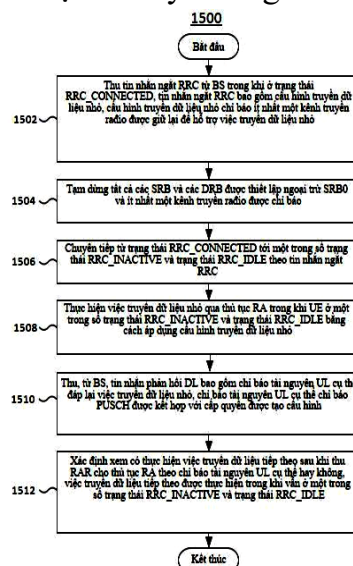 1500
Bắt đầu
1502
Thu tin nhắn ngắt RRC từ BS trong khi ở trạng thái
RRC_CONNECTED, tin nhắn ngắt RRC bao gồm cấu hình truyền dữ
liệu nhỏ, cấu hình truyền dữ liệu nhỏ chỉ báo ít nhất một kênh truyền
rađio được giữ lại để hỗ trợ việc truyền dữ liệu nhỏ
1504
Tạm dừng tất cả các SRB và các DRB được thiết lập ngoại trừ SRB0
và ít nhất một kênh truyền rađio được chỉ báo
1506
Chuyển tiếp từ trạng thái RRC_CONNECTED tới một trong số trạng
thái RRC_INACTIVE và trạng thái RRC_IDLE theo tin nhắn ngắt
RRC
1508
Thực hiện việc truyền dữ liệu nhỏ qua thủ tục RA trong khi UE ở một
trong số trạng thái RRC_INACTIVE và trạng thái RRC_IDLE bằng
cách áp dụng cấu hình truyền dữ liệu nhỏ
1510
Thu, từ BS, tin nhắn phản hồi DL bao gồm chỉ báo tài nguyên UL cụ thể
đáp lại việc truyền dữ liệu nhỏ, chỉ báo tài nguyên UL cụ thể chỉ báo
PUSCH được kết hợp với cấp quyền được tạo cấu hình
1512
Xác định xem có thực hiện việc truyền dữ liệu tiếp theo sau khi thu
RAR cho thủ tục RA theo chỉ báo tài nguyên UL cụ thể hay không,
việc truyền dữ liệu tiếp theo được thực hiện trong khi vẫn ở một trong
số trạng thái RRC_INACTIVE và trạng thái RRC_IDLE
Kết thúc